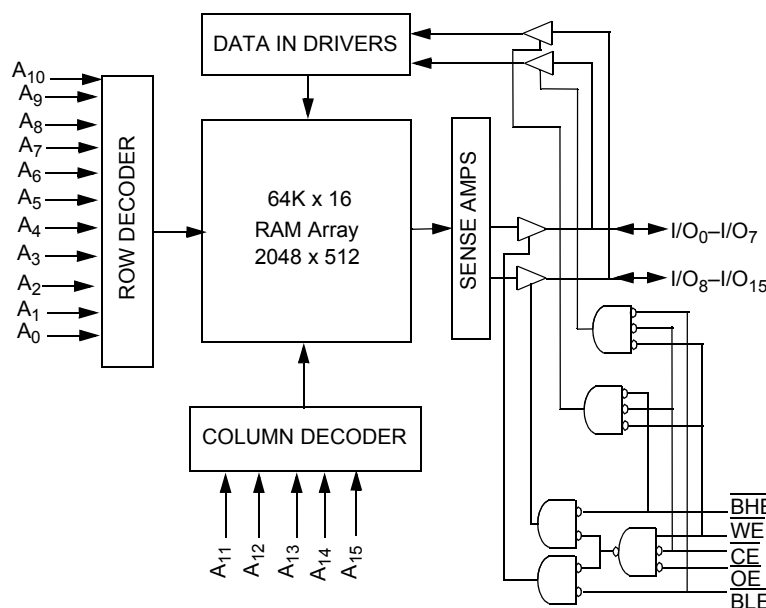 DATA IN DRIVERS
A₁₀
A₉
A₈
A₇
A₆
A₅
A₄
A₃
A₂
A₁
A₀
ROW DECODER
64K x 16
RAM Array
2048 x 512
SENSE AMPS
I/O₀–I/O₇
I/O₈–I/O₁₅
COLUMN DECODER
A₁₁
A₁₂
A₁₃
A₁₄
A₁₅
BHE
WE
CE
OE
BLE